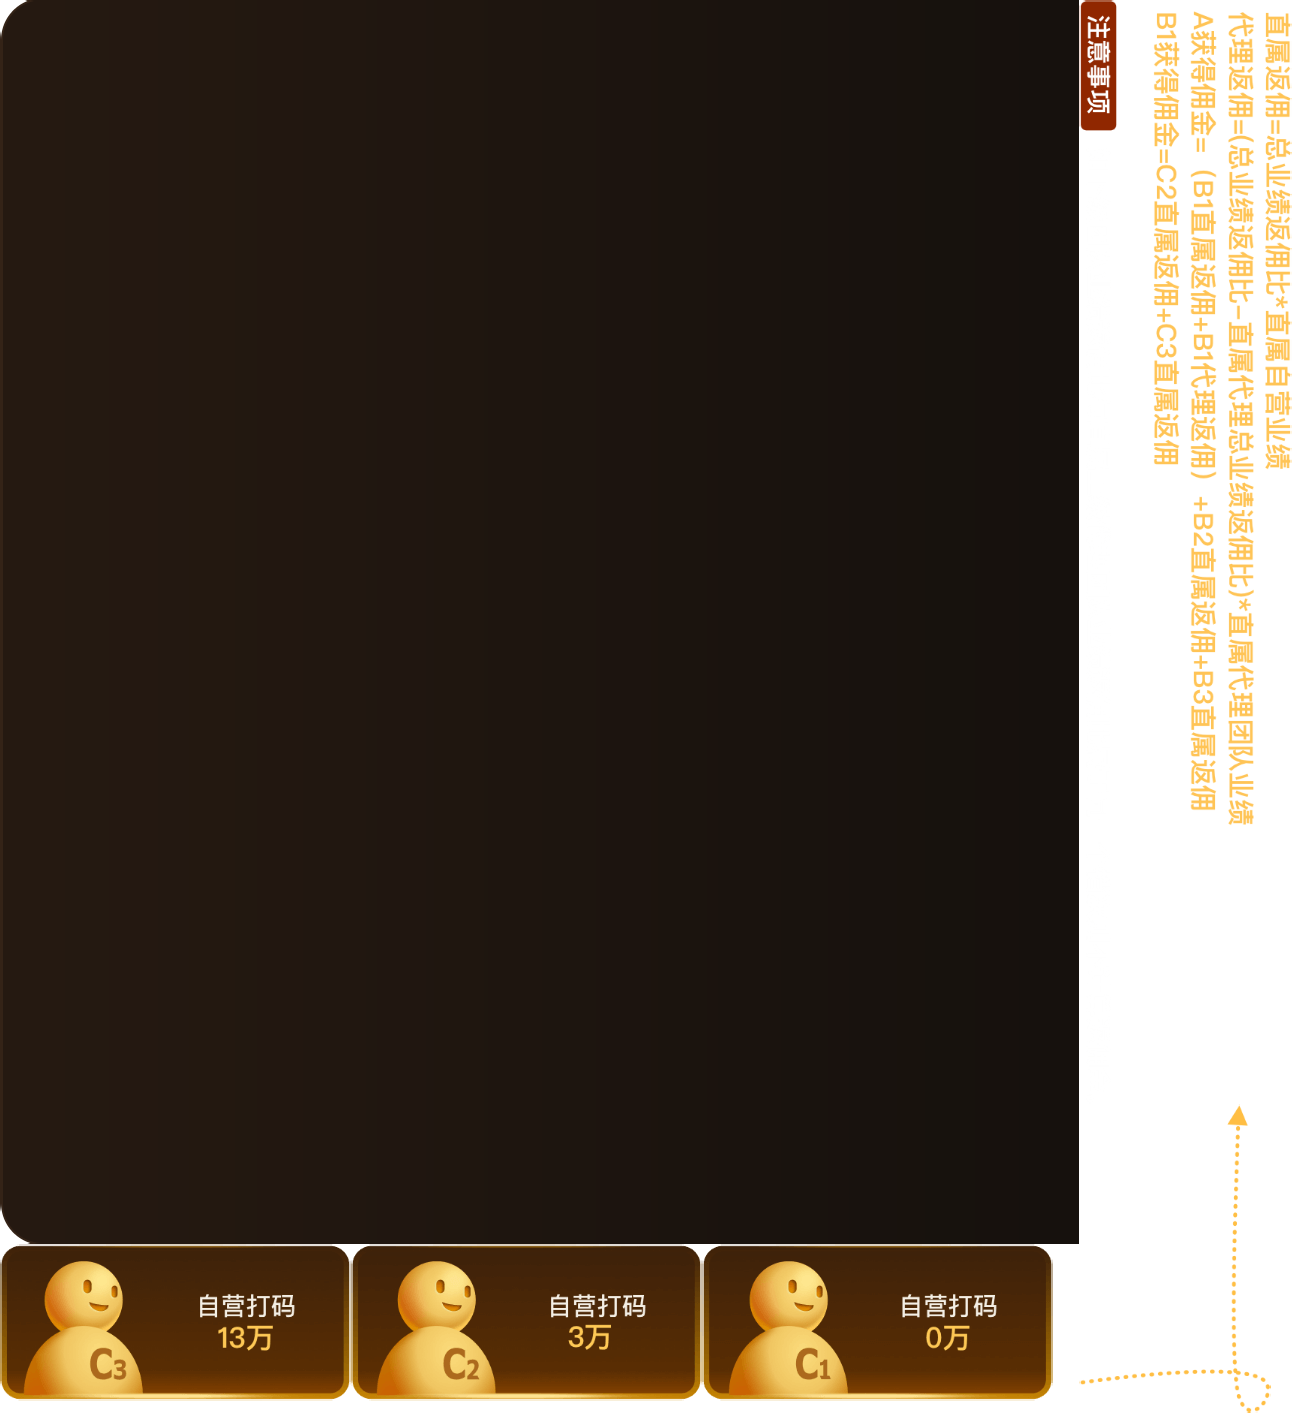 注意事项
直属返佣=总业绩返佣比*直属自营业绩
代理返佣=(总业绩返佣比-直属代理总业绩返佣比)*直属代理团队业绩
A获得佣金=（B1直属返佣+B1代理返佣）+B2直属返佣+B3直属返佣
B1获得佣金=C2直属返佣+C3直属返佣
自营打码
13万
C3
自营打码
3万
C2
自营打码
0万
C1